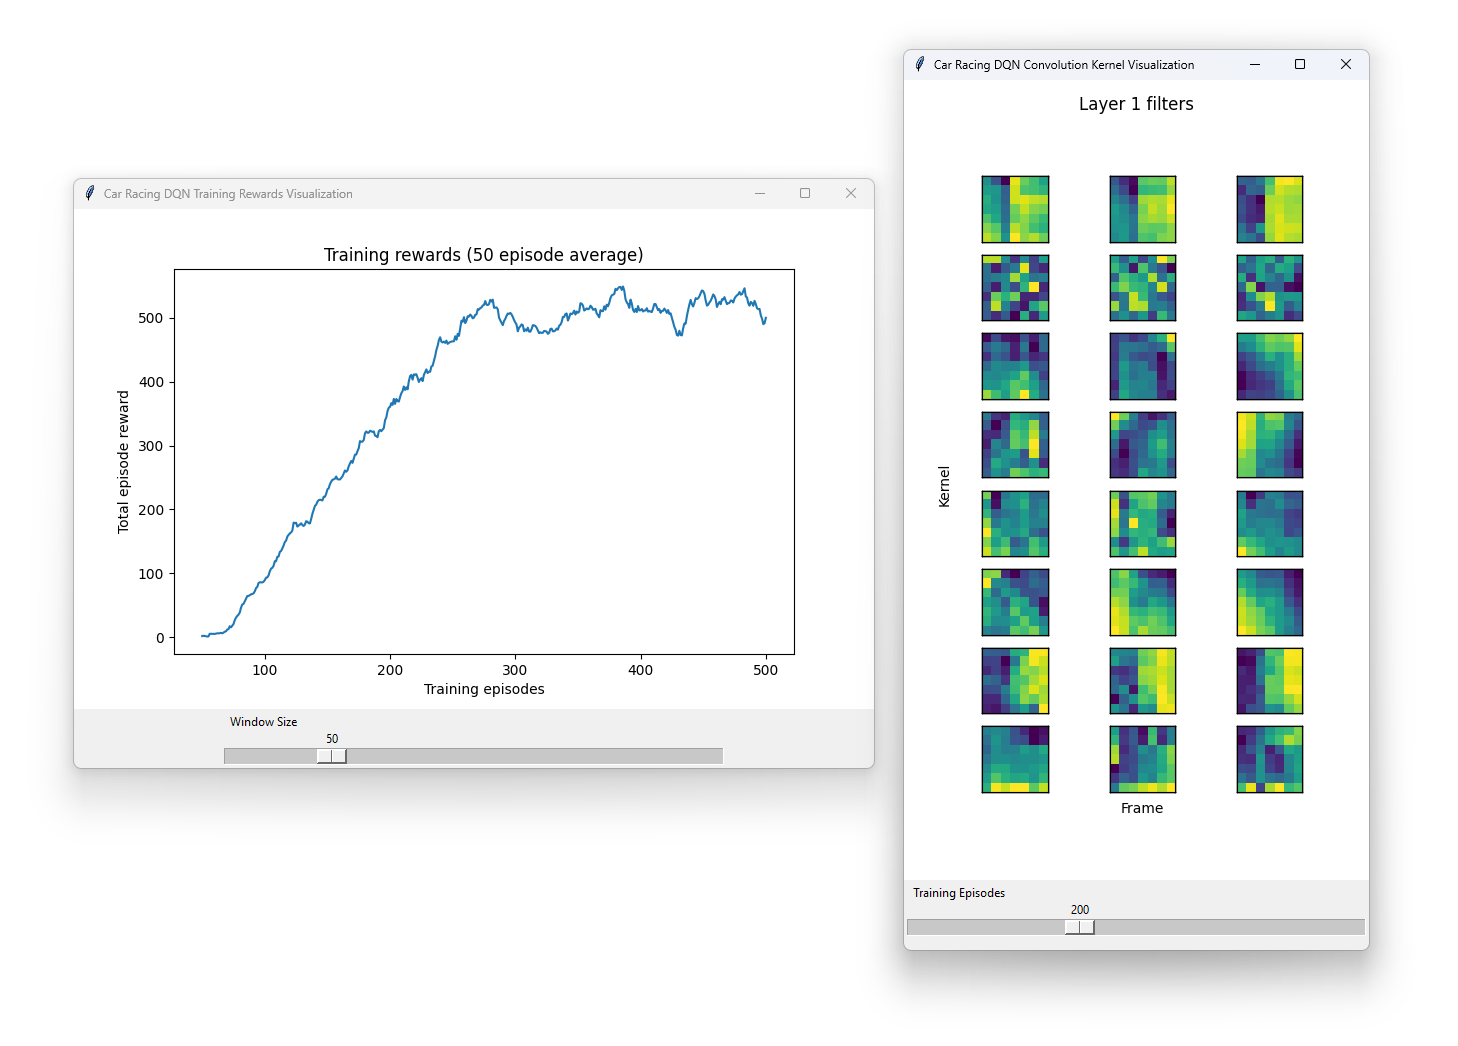 Car Racing DQN Training Rewards Visualization
Training rewards (50 episode average)
Total episode reward
500
400
300
200
100
0
100 200 300 400 500
Training episodes
Window Size
50
Car Racing DQN Convolution Kernel Visualization
Layer 1 filters
Kernel
Frame
Training Episodes
200